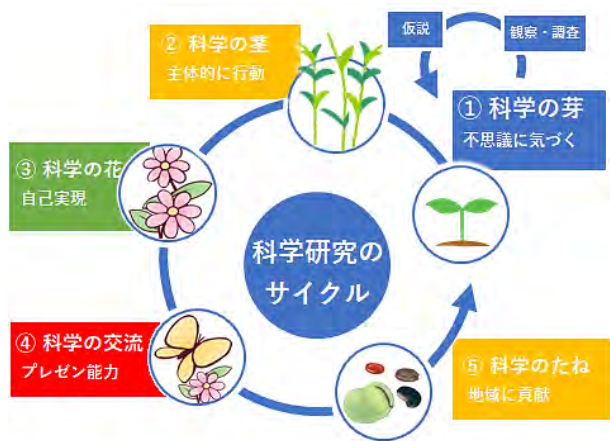 仮説
観察・調査
① 科学の芽
不思議に気づく
② 科学の茎
主体的に行動
③ 科学の花
自己実現
④ 科学の交流
プレゼン能力
⑤ 科学のたね
地域に貢献
科学研究の
サイクル